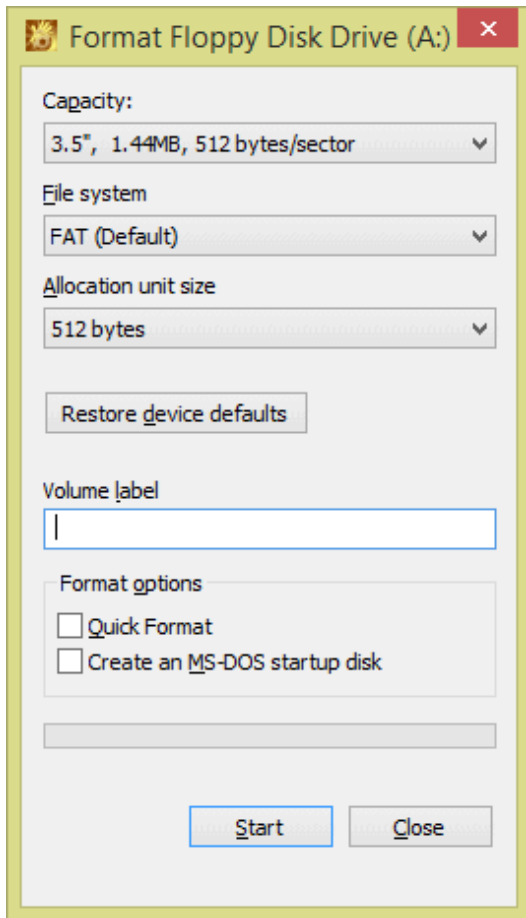 Format Floppy Disk Drive (A:)
Capacity:
3.5", 1.44MB, 512 bytes/sector
File system
FAT (Default)
Allocation unit size
512 bytes
Restore device defaults
Volume label
Format options
Quick Format
Create an MS-DOS startup disk
Start Close